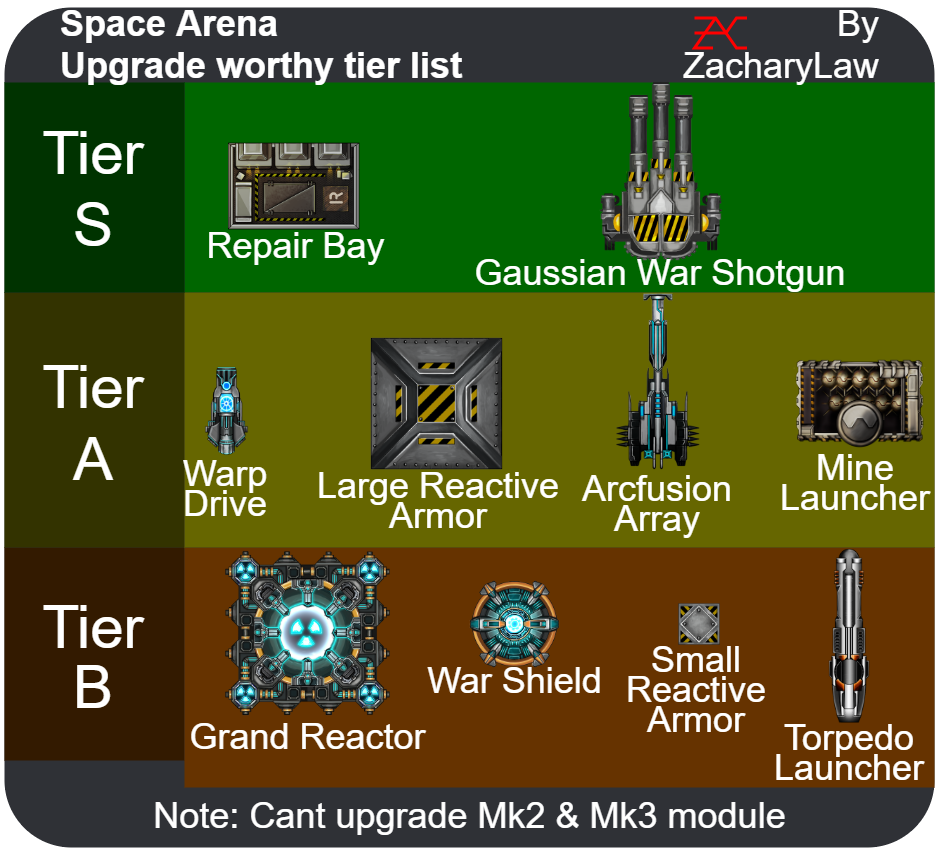 Space Arena
Upgrade worthy tier list
By
ZacharyLaw
Tier
S
Repair Bay
Gaussian War Shotgun
Tier
A
Warp
Drive
Large Reactive
Armor
Arcfusion
Array
Mine
Launcher
Tier
B
Grand Reactor
War Shield
Small
Reactive
Armor
Torpedo
Launcher
Note: Cant upgrade Mk2 & Mk3 module